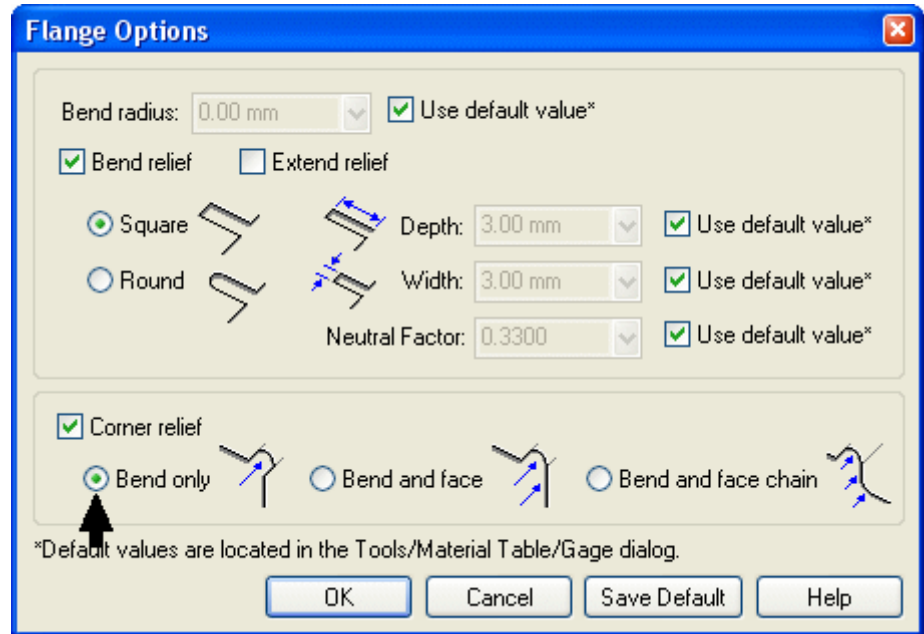 Flange Options
Bend radius: 0.00 mm Use default value*
Bend relief Extend relief
Square Depth: 3.00 mm Use default value*
Round Width: 3.00 mm Use default value*
Neutral Factor: 0.3300 Use default value*
Corner relief
Bend only Bend and face Bend and face chain
*Default values are located in the Tools/Material Table/Gage dialog.
OK Cancel Save Default Help